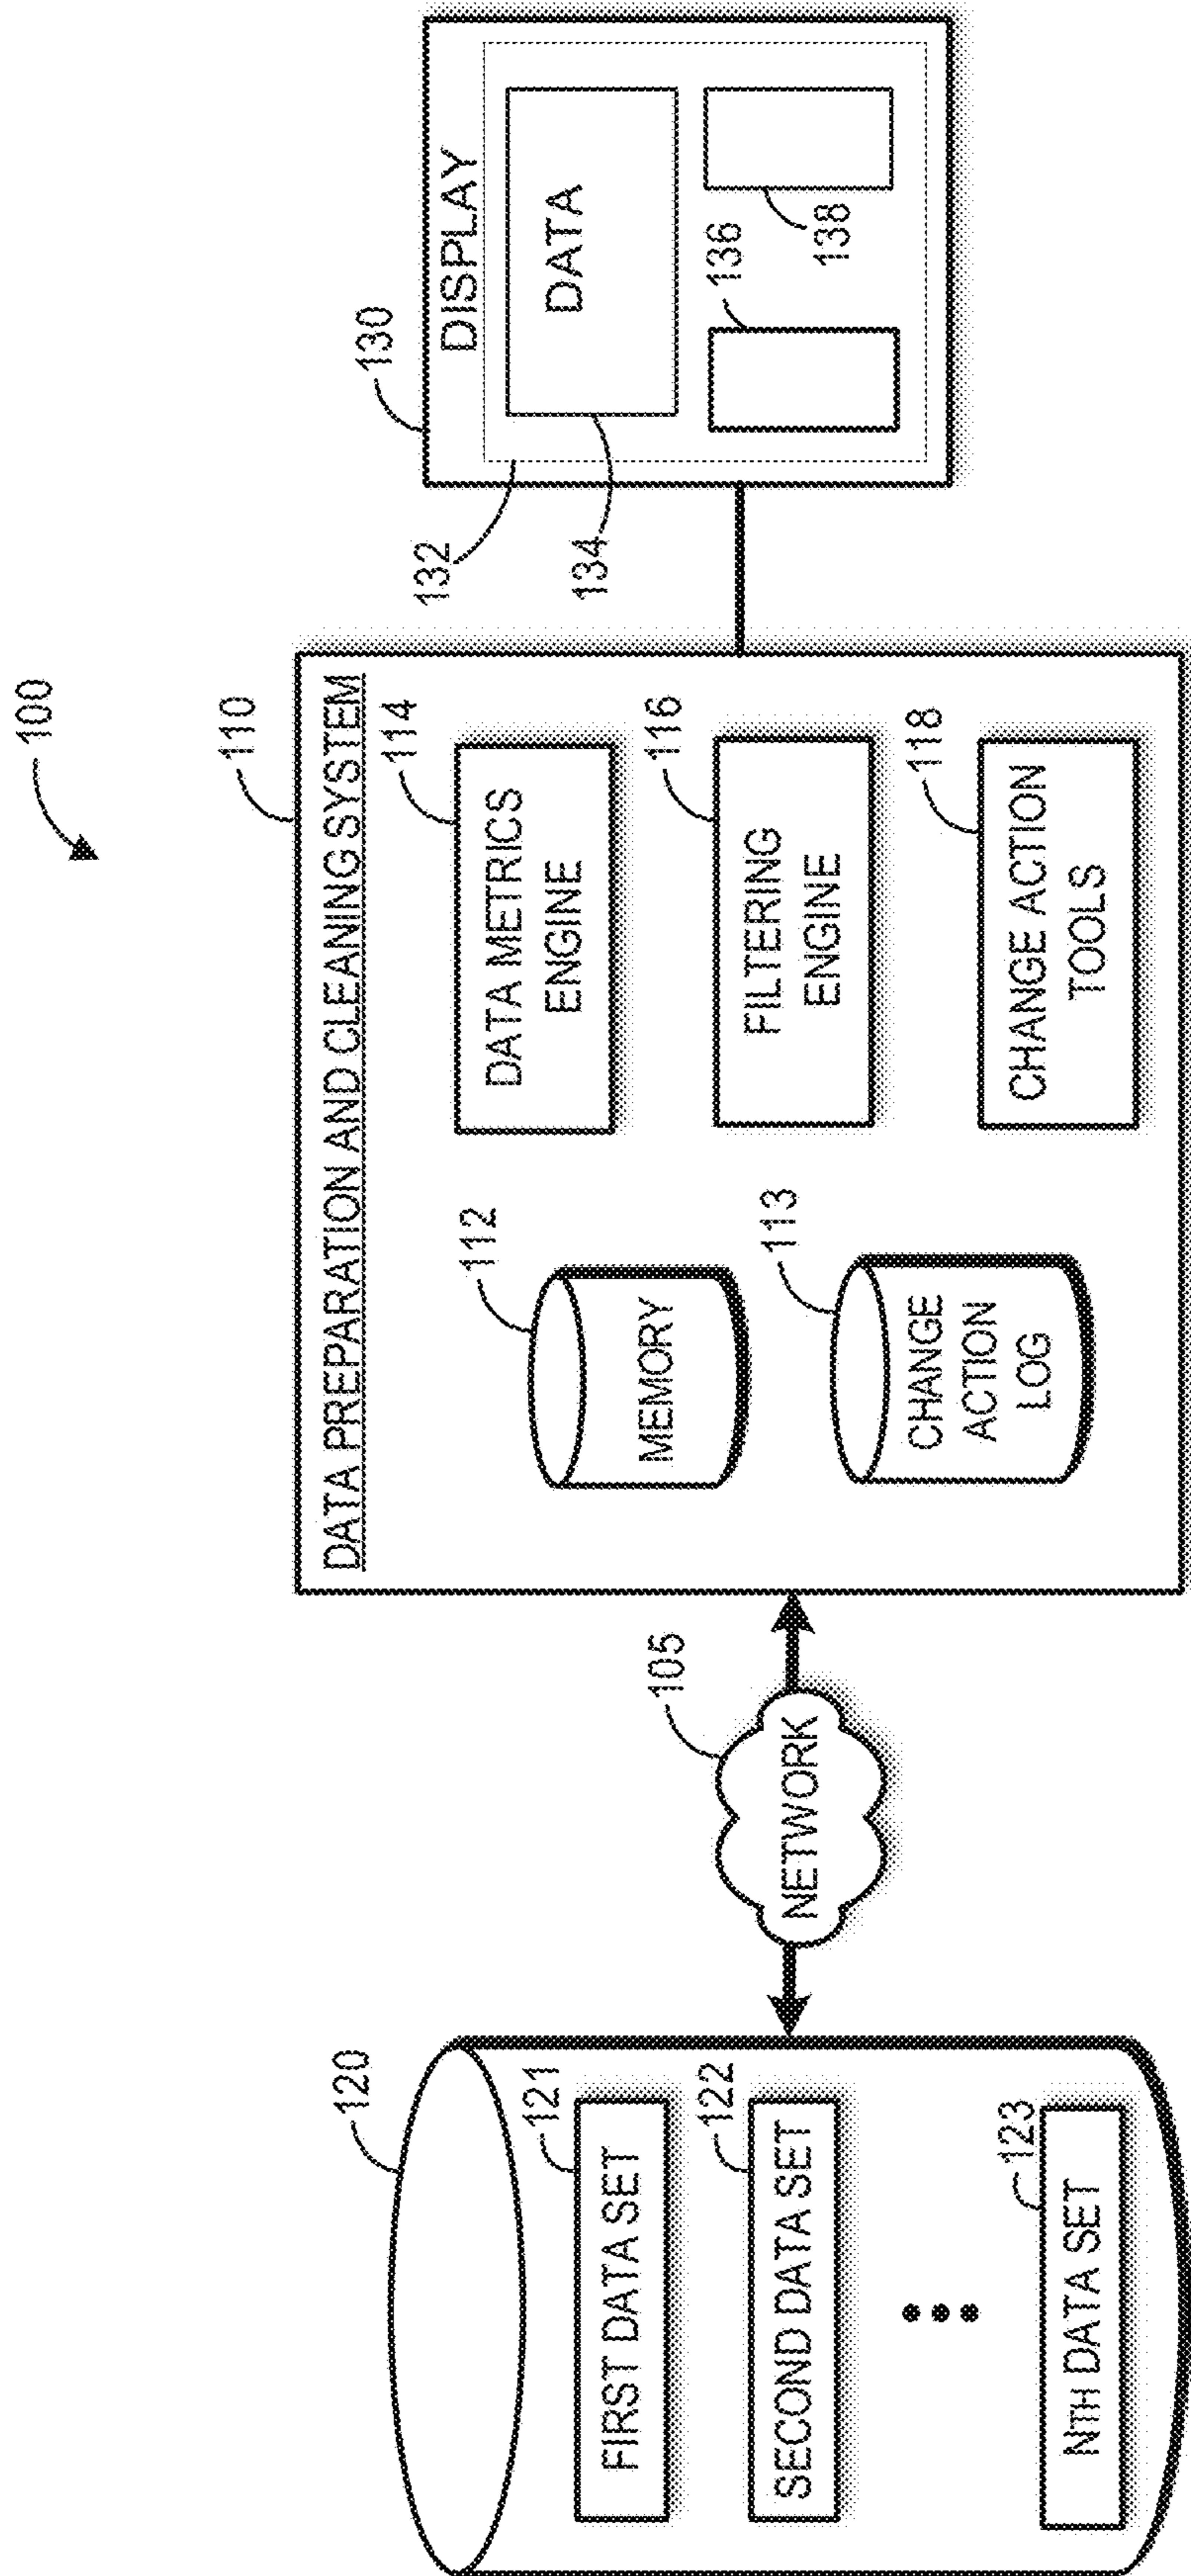 100
120
FIRST DATA SET
121
SECOND DATA SET
122
NTH DATA SET
123
105
NETWORK
110
DATA PREPARATION AND CLEANING SYSTEM
112
MEMORY
113
CHANGE
ACTION
LOG
114
DATA METRICS
ENGINE
116
FILTERING
ENGINE
118
CHANGE ACTION
TOOLS
130
DISPLAY
132
134
DATA
136
138